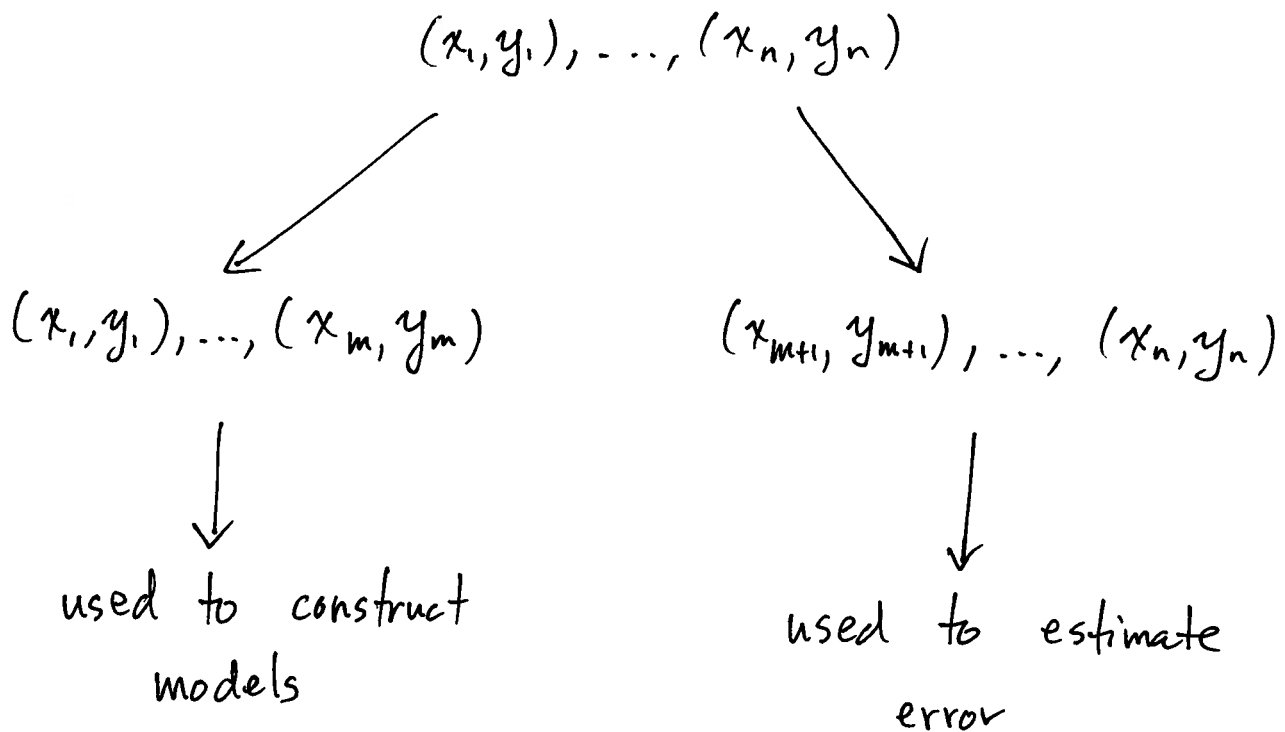 (x₁, y₁), ..., (xₙ, yₙ)
(x₁, y₁), ..., (xₘ, yₘ)
(xₘ₊₁, yₘ₊₁), ..., (xₙ, yₙ)
used to construct
models
used to estimate
error